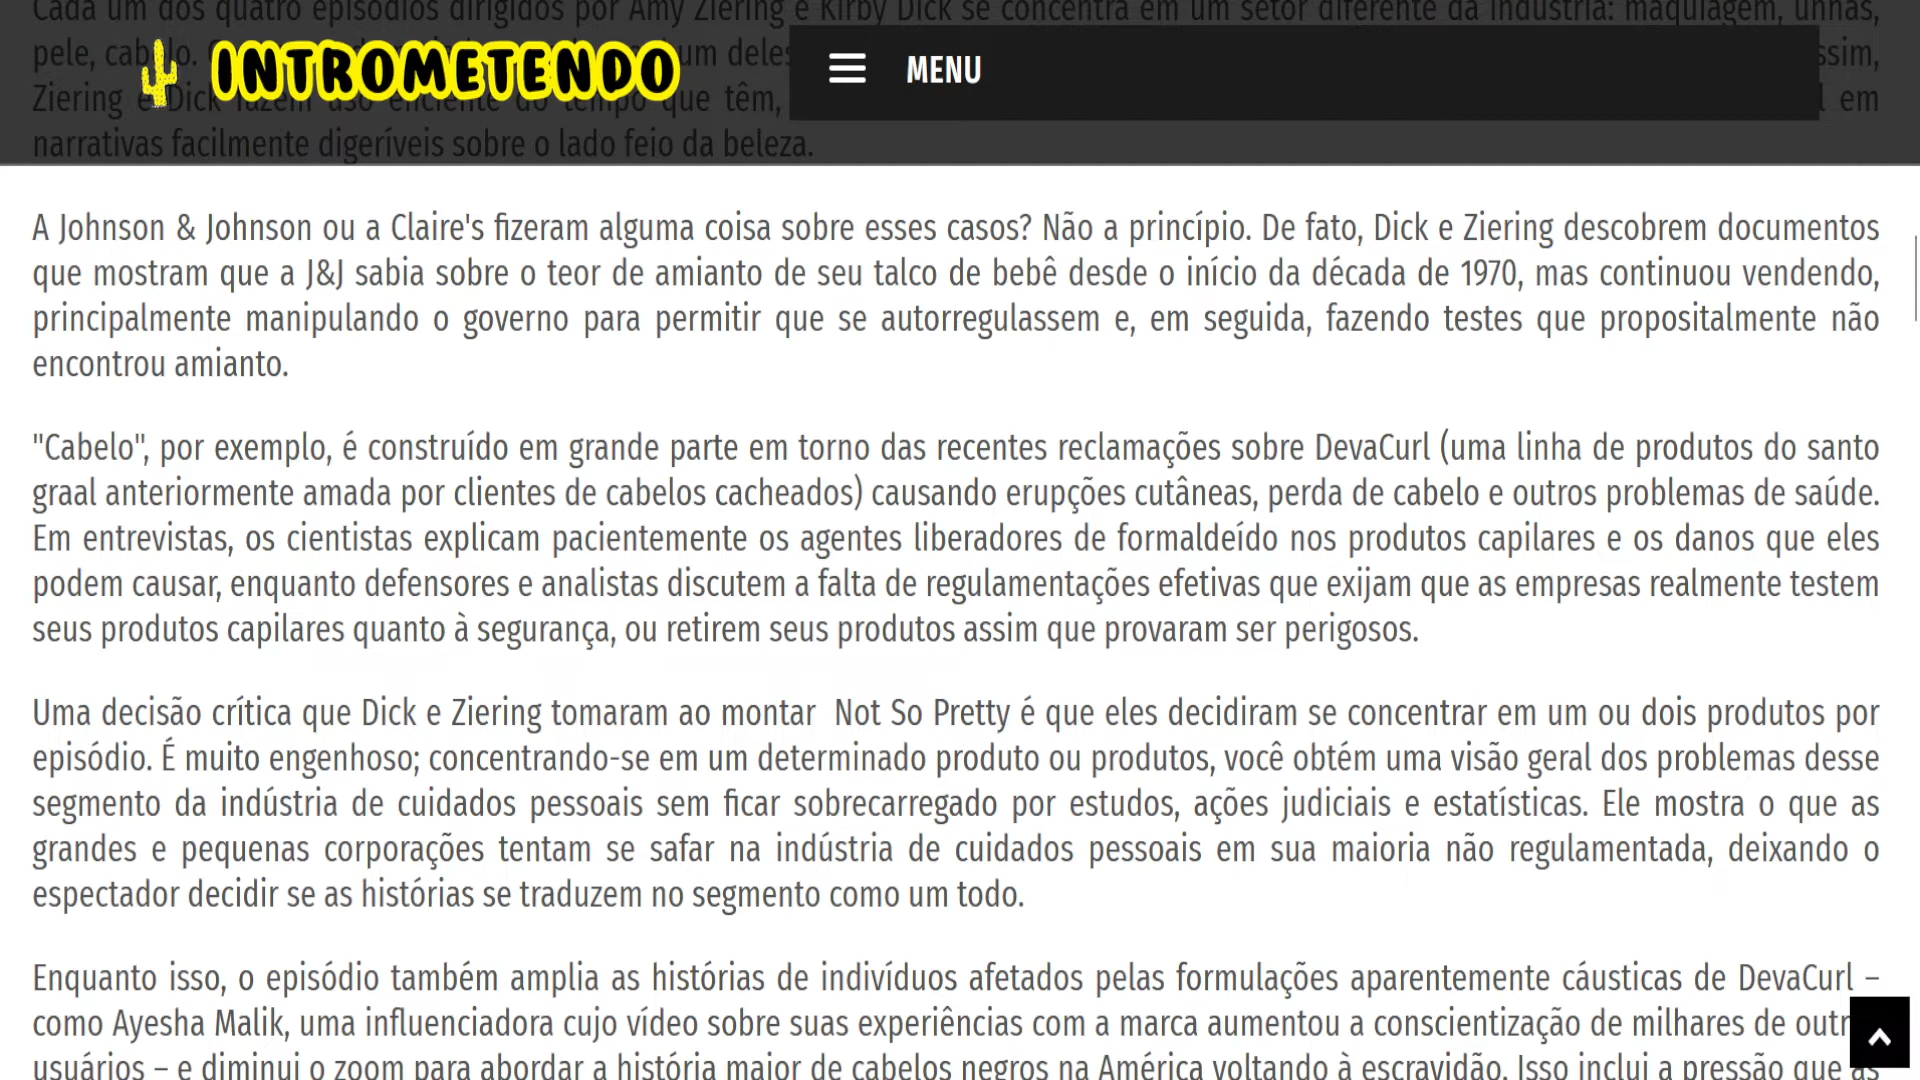 Cada um dos quatro episódios dirigidos por Amy Ziering e Kirby Dick se concentra em um setor diferente da indústria: maquiagem, unhas,
pele, cabelo.
INTROMETENDO
MENU
Ziering e Dick fazem uso eficiente do tempo que têm,
narrativas facilmente digeríveis sobre o lado feio da beleza.
A Johnson & Johnson ou a Claire's fizeram alguma coisa sobre esses casos? Não a princípio. De fato, Dick e Ziering descobrem documentos
que mostram que a J&J sabia sobre o teor de amianto de seu talco de bebê desde o início da década de 1970, mas continuou vendendo,
principalmente manipulando o governo para permitir que se autorregulassem e, em seguida, fazendo testes que propositalmente não
encontrou amianto.
"Cabelo", por exemplo, é construído em grande parte em torno das recentes reclamações sobre DevaCurl (uma linha de produtos do santo
graal anteriormente amada por clientes de cabelos cacheados) causando erupções cutâneas, perda de cabelo e outros problemas de saúde.
Em entrevistas, os cientistas explicam pacientemente os agentes liberadores de formaldeído nos produtos capilares e os danos que eles
podem causar, enquanto defensores e analistas discutem a falta de regulamentações efetivas que exijam que as empresas realmente testem
seus produtos capilares quanto à segurança, ou retirem seus produtos assim que provaram ser perigosos.
Uma decisão crítica que Dick e Ziering tomaram ao montar  Not So Pretty é que eles decidiram se concentrar em um ou dois produtos por
episódio. É muito engenhoso; concentrando-se em um determinado produto ou produtos, você obtém uma visão geral dos problemas desse
segmento da indústria de cuidados pessoais sem ficar sobrecarregado por estudos, ações judiciais e estatísticas. Ele mostra o que as
grandes e pequenas corporações tentam se safar na indústria de cuidados pessoais em sua maioria não regulamentada, deixando o
espectador decidir se as histórias se traduzem no segmento como um todo.
Enquanto isso, o episódio também amplia as histórias de indivíduos afetados pelas formulações aparentemente cáusticas de DevaCurl –
como Ayesha Malik, uma influenciadora cujo vídeo sobre suas experiências com a marca aumentou a conscientização de milhares de outr
usuários – e diminui o zoom para abordar a história maior de cabelos negros na América voltando à escravidão. Isso inclui a pressão que as